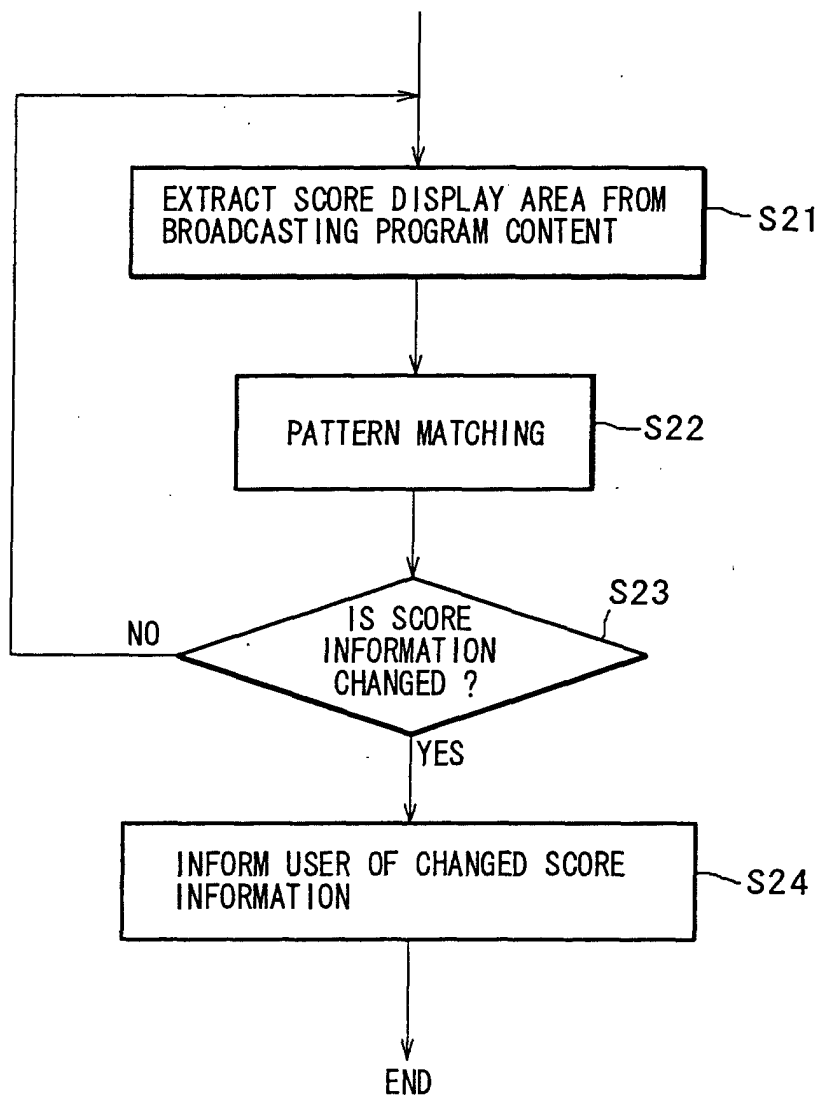 EXTRACT SCORE DISPLAY AREA FROM
BROADCASTING PROGRAM CONTENT
S21
PATTERN MATCHING
S22
S23
IS SCORE
INFORMATION
CHANGED ?
NO
YES
INFORM USER OF CHANGED SCORE
INFORMATION
S24
END